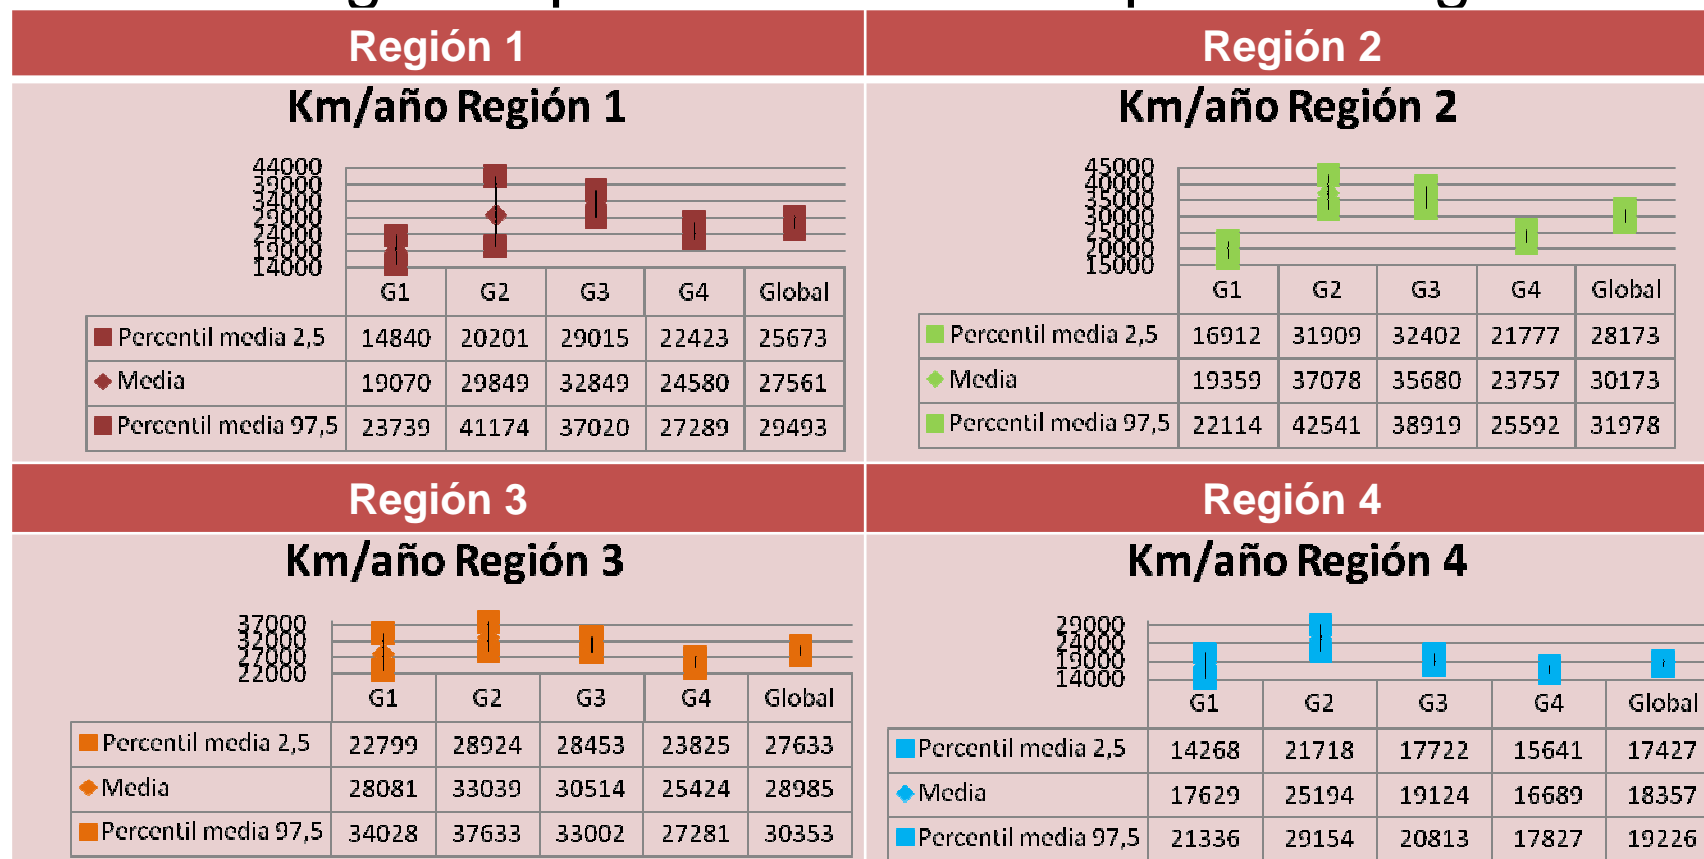 Región 1
Región 2
Km/año Región 1
44000
39000
34000
29000
24000
19000
14000
G1 G2 G3 G4 Global
Percentil media 2,5 14840 20201 29015 22423 25673
Media 19070 29849 32849 24580 27561
Percentil media 97,5 23739 41174 37020 27289 29493
Km/año Región 2
45000
40000
35000
30000
25000
20000
15000
G1 G2 G3 G4 Global
Percentil media 2,5 16912 31909 32402 21777 28173
Media 19359 37078 35680 23757 30173
Percentil media 97,5 22114 42541 38919 25592 31978
Región 3
Región 4
Km/año Región 3
37000
32000
27000
22000
G1 G2 G3 G4 Global
Percentil media 2,5 22799 28924 28453 23825 27633
Media 28081 33039 30514 25424 28985
Percentil media 97,5 34028 37633 33002 27281 30353
Km/año Región 4
29000
24000
19000
14000
G1 G2 G3 G4 Global
Percentil media 2,5 14268 21718 17722 15641 17427
Media 17629 25194 19124 16689 18357
Percentil media 97,5 21336 29154 20813 17827 19226